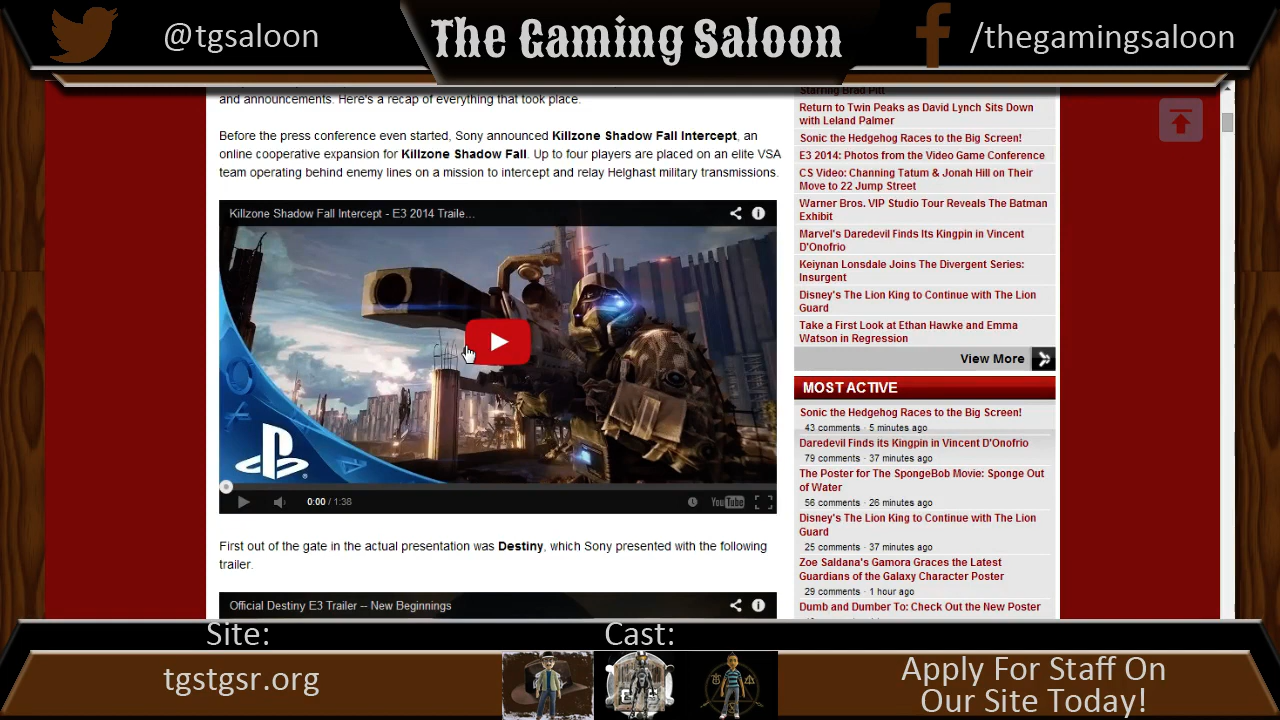 @tgsaloon
The Gaming Saloon
/thegamingsaloon
and announcements. Here's a recap of everything that took place.
Before the press conference even started, Sony announced Killzone Shadow Fall Intercept, an
online cooperative expansion for Killzone Shadow Fall. Up to four players are placed on an elite VSA
team operating behind enemy lines on a mission to intercept and relay Helghast military transmissions.
Killzone Shadow Fall Intercept - E3 2014 Traile...
0:00 / 1:38
YouTube
First out of the gate in the actual presentation was Destiny, which Sony presented with the following
trailer.
Official Destiny E3 Trailer -- New Beginnings
Starring Brad Pitt
Return to Twin Peaks as David Lynch Sits Down
with Leland Palmer
Sonic the Hedgehog Races to the Big Screen!
E3 2014: Photos from the Video Game Conference
CS Video: Channing Tatum & Jonah Hill on Their
Move to 22 Jump Street
Warner Bros. VIP Studio Tour Reveals The Batman
Exhibit
Marvel's Daredevil Finds Its Kingpin in Vincent
D'Onofrio
Keiynan Lonsdale Joins The Divergent Series:
Insurgent
Disney's The Lion King to Continue with The Lion
Guard
Take a First Look at Ethan Hawke and Emma
Watson in Regression
View More
MOST ACTIVE
Sonic the Hedgehog Races to the Big Screen!
43 comments · 5 minutes ago
Daredevil Finds its Kingpin in Vincent D'Onofrio
79 comments · 37 minutes ago
The Poster for The SpongeBob Movie: Sponge Out
of Water
56 comments · 26 minutes ago
Disney's The Lion King to Continue with The Lion
Guard
25 comments · 37 minutes ago
Zoe Saldana's Gamora Graces the Latest
Guardians of the Galaxy Character Poster
29 comments · 1 hour ago
Dumb and Dumber To: Check Out the New Poster
Site:
tgstgsr.org
Cast:
Apply For Staff On
Our Site Today!